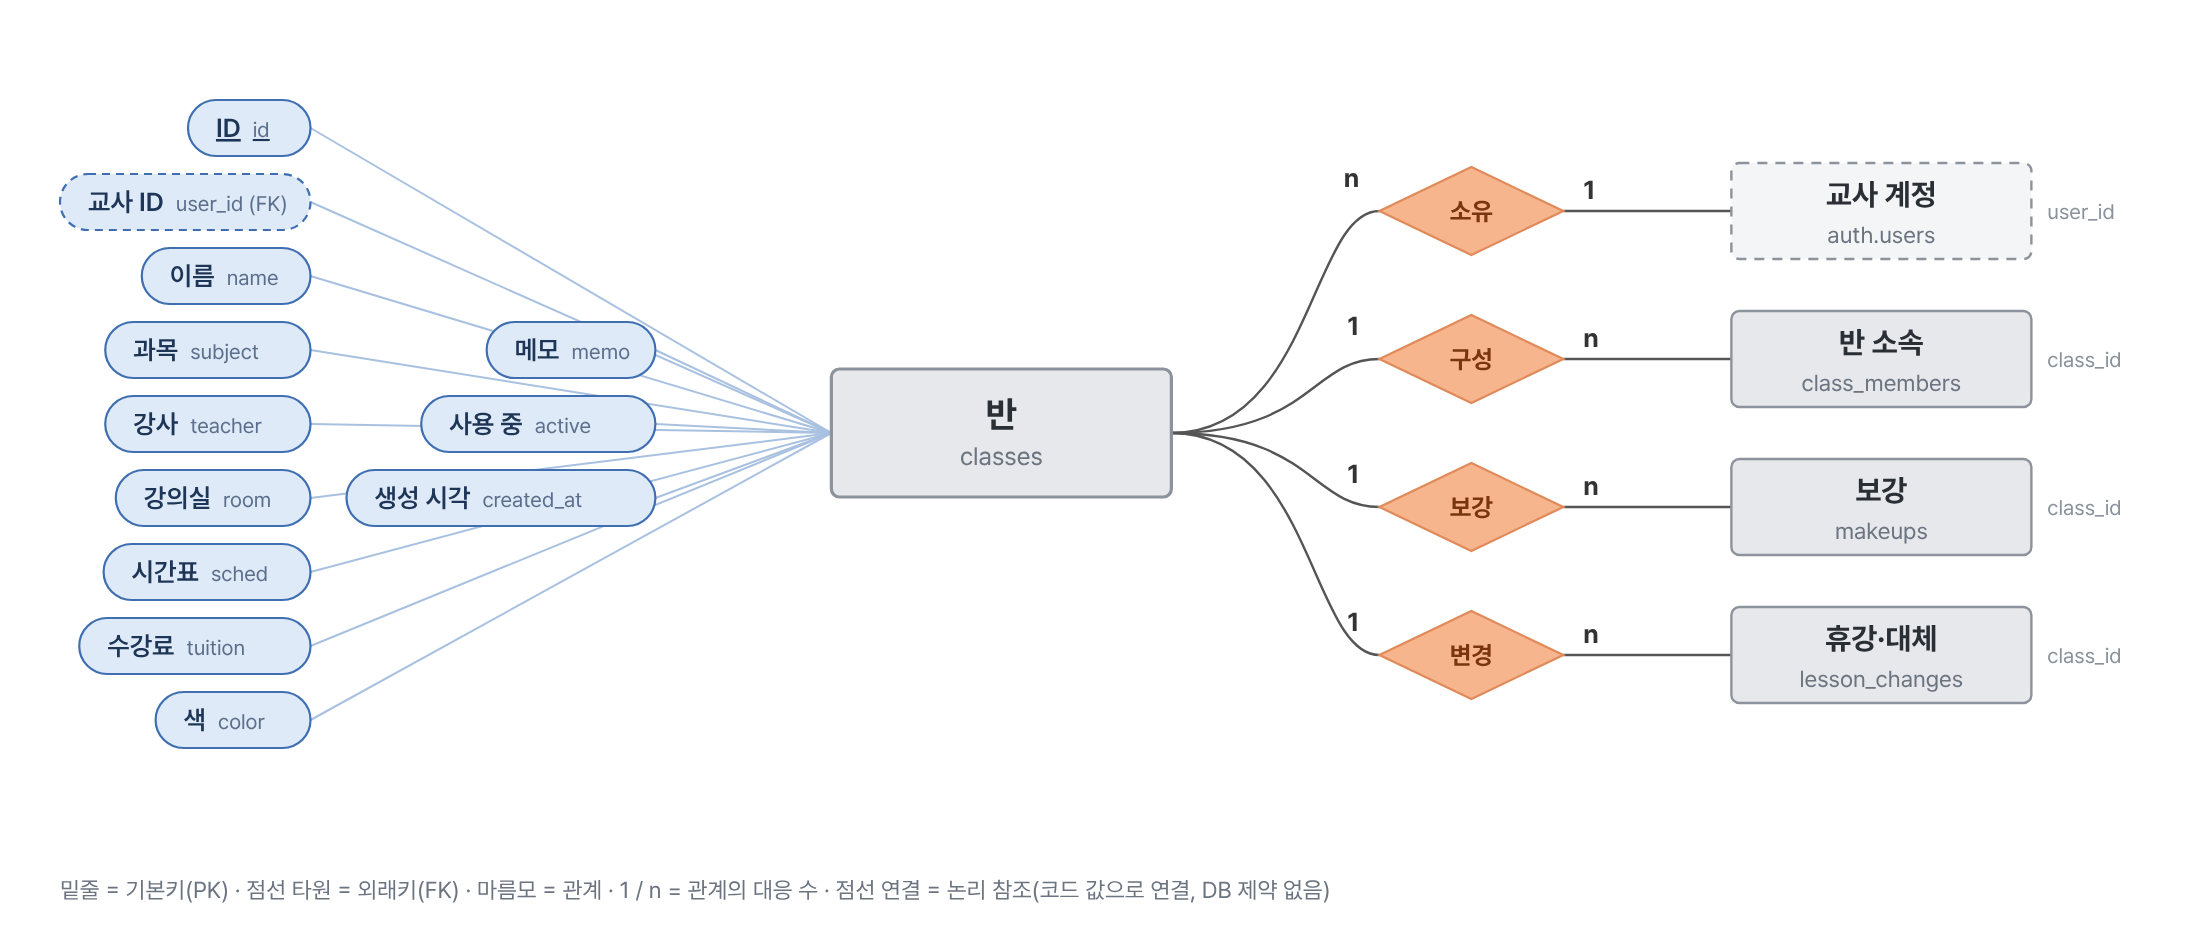 ID id
교사 ID user_id (FK)
이름 name
과목 subject
강사 teacher
강의실 room
시간표 sched
수강료 tuition
색 color
메모 memo
사용 중 active
생성 시각 created_at
반
classes
n
소유
1
교사 계정
auth.users
user_id
1
구성
n
반 소속
class_members
class_id
1
보강
n
보강
makeups
class_id
1
변경
n
휴강·대체
lesson_changes
class_id
밑줄 = 기본키(PK) · 점선 타원 = 외래키(FK) · 마름모 = 관계 · 1 / n = 관계의 대응 수 · 점선 연결 = 논리 참조(코드 값으로 연결, DB 제약 없음)